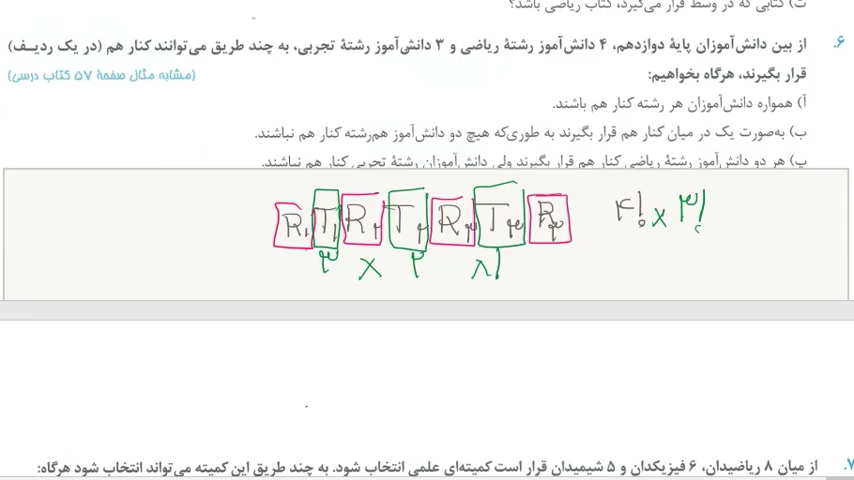 ت) کتابی که در وسط قرار می‌گیرد، کتاب ریاضی باشد؟
۶. از بین دانش‌آموزان پایهٔ دوازدهم، ۴ دانش‌آموز رشتهٔ ریاضی و ۳ دانش‌آموز رشتهٔ تجربی، به چند طریق می‌توانند کنار هم (در یک ردیـف)
قرار بگیرند، هرگاه بخواهیم: (مشابه مثال صفحهٔ ۵۷ کتاب درسی)
آ) همواره دانش‌آموزان هر رشته کنار هم باشند.
ب) به‌صورت یک در میان کنار هم قرار بگیرند به طوری‌که هیچ دو دانش‌آموز هم‌رشته کنار هم نباشند.
پ) هر دو دانش‌آموز رشتهٔ ریاضی کنار هم قرار بگیرند ولی دانش‌آموزان رشتهٔ تجربی کنار هم نباشند.
R₁ T₁ R₂ T₂ R₃ T₃ R₄ ۴! × ۳!
۳ × ۲ × ۱
۷. از میان ۸ ریاضیدان، ۶ فیزیکدان و ۵ شیمیدان قرار است کمیته‌ای علمی انتخاب شود. به چند طریق این کمیته می‌تواند انتخاب شود هرگاه: